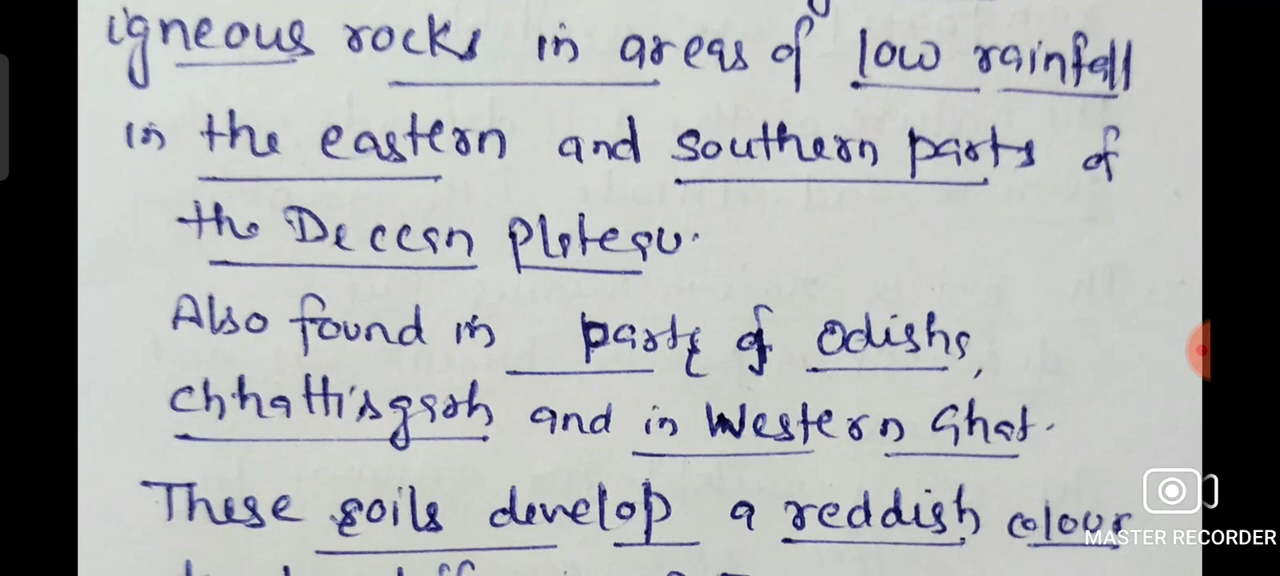 igneous rocks in areas of low rainfall
in the eastern and southern parts of
the Deccan Plateau.
Also found in parts of Odisha,
Chhattisgarh and in Western Ghat.
These soils develop a reddish colour
MASTER RECORDER